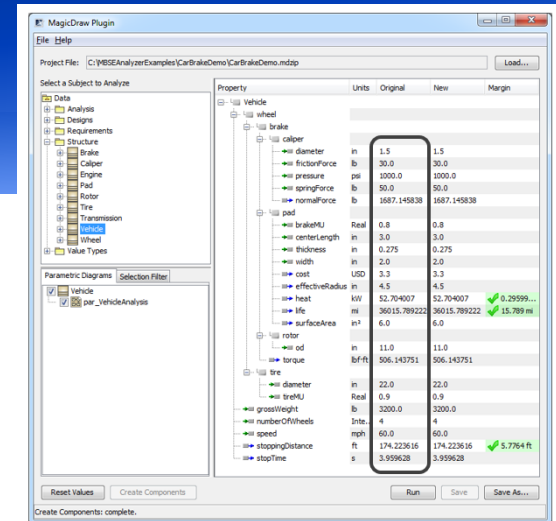 MagicDraw Plugin
File Help
Project File: C:\MBSEAnalyzerExamples\CarBrakeDemo\CarBrakeDemo.mdzip Load...
Select a Subject to Analyze
Data
Analysis
Designs
Requirements
Structure
Brake
Caliper
Engine
Pad
Rotor
Tire
Transmission
Vehicle
Wheel
Value Types
Parametric Diagrams Selection Filter
Vehicle
par_VehicleAnalysis
Property Units Original New Margin
Vehicle
wheel
brake
caliper
diameter in 1.5 1.5
frictionForce lb 30.0 30.0
pressure psi 1000.0 1000.0
springForce lb 50.0 50.0
normalForce lb 1687.145838 1687.145838
pad
brakeMU Real 0.8 0.8
centerLength in 3.0 3.0
thickness in 0.275 0.275
width in 2.0 2.0
cost USD 3.3 3.3
effectiveRadius in 4.5 4.5
heat kW 52.704007 52.704007 0.29599...
life mi 36015.789222 36015.789222 15.789 mi
surfaceArea in² 6.0 6.0
rotor
od in 11.0 11.0
torque lbf·ft 506.143751 506.143751
tire
diameter in 22.0 22.0
tireMU Real 0.9 0.9
grossWeight lb 3200.0 3200.0
numberOfWheels Inte... 4 4
speed mph 60.0 60.0
stoppingDistance ft 174.223616 174.223616 5.7764 ft
stopTime s 3.959628 3.959628
Reset Values Create Components Run Save Save As...
Create Components: complete.